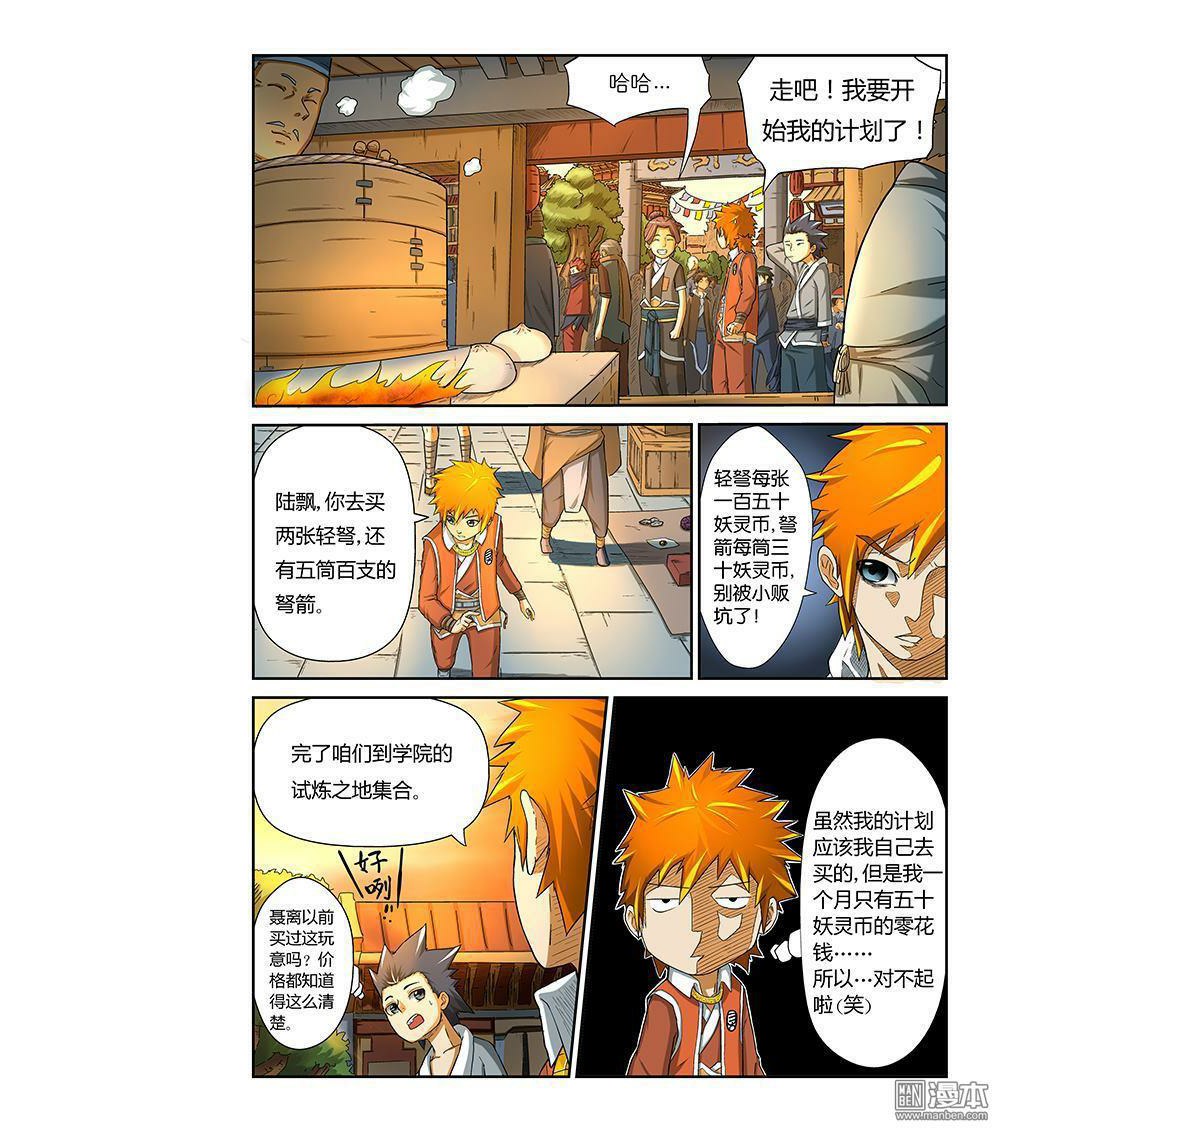 哈哈…
走吧！我要开
始我的计划了！
陆飘，你去买
两张轻弩，还
有五筒百支的
弩箭。
轻弩每张
一百五十
妖灵币，弩
箭每筒三
十妖灵币，
别被小贩
坑了！
完了咱们到学院的
试炼之地集合。
好
咧!!
聂离以前
买过这玩
意吗？价
格都知道
得这么清
楚。
虽然我的计划
应该我自己去
买的，但是我一
个月只有五十
妖灵币的零花
钱……
所以…对不起
啦（笑）
MAN
BEN
漫本
www.manben.com